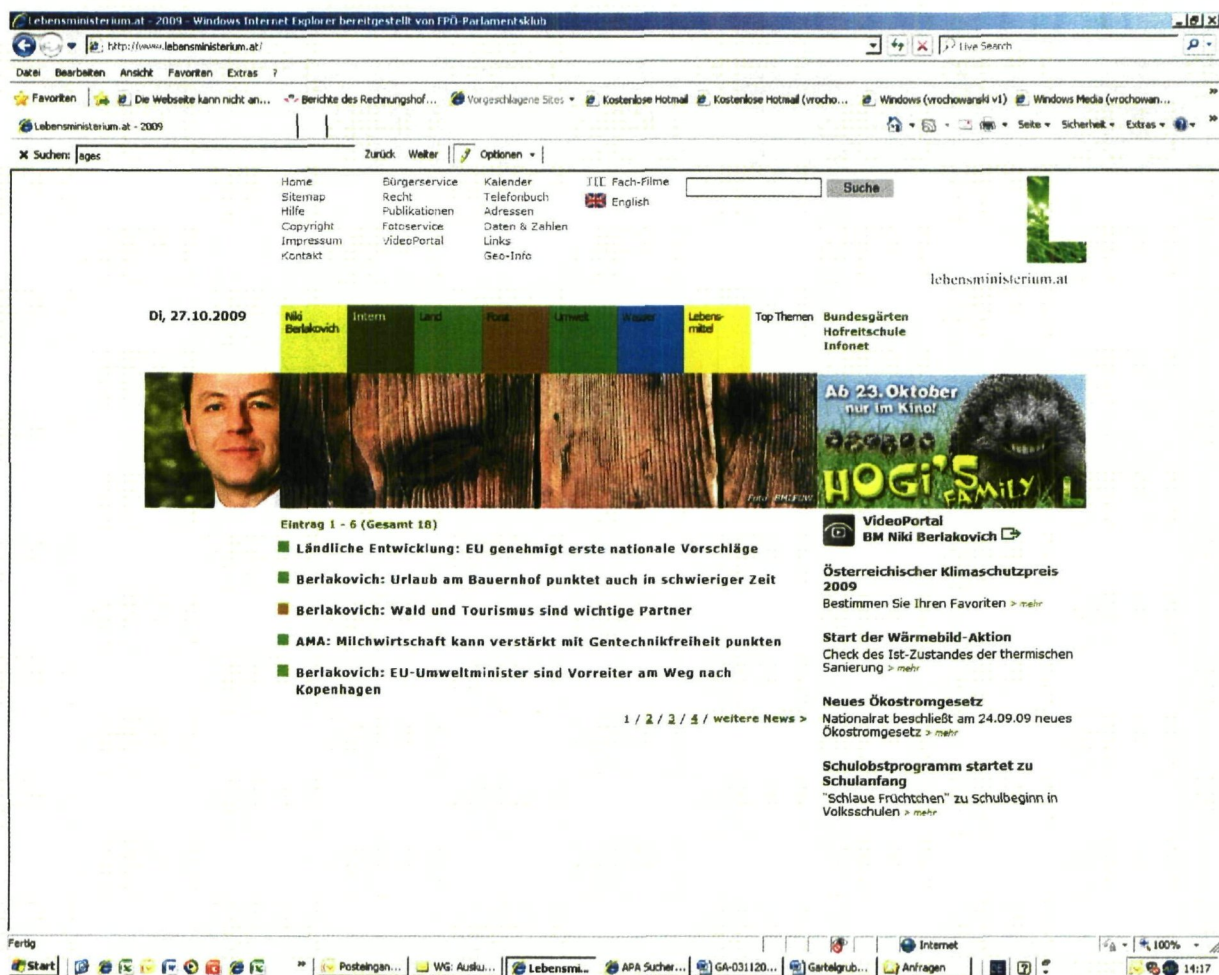 Lebensministerium.at - 2009 - Windows Internet Explorer bereitgestellt von FPÖ-Parlamentsklub
http://www.lebensministerium.at/
Live Search
Datei Bearbeiten Ansicht Favoriten Extras ?
Favoriten Die Webseite kann nicht an... Berichte des Rechnungshof... Vorgeschlagene Sites Kostenlose Hotmail Kostenlose Hotmail (vrocho... Windows (vrochowanski v1) Windows Media (vrochowan...
Lebensministerium.at - 2009
Seite Sicherheit Extras
Suchen: ages Zurück Weiter Optionen
Home Bürgerservice Kalender Fach-Filme Suche
Sitemap Recht Telefonbuch English
Hilfe Publikationen Adressen
Copyright Fotoservice Daten & Zahlen
Impressum VideoPortal Links
Kontakt Geo-Info
L
lebensministerium.at
Di, 27.10.2009
Niki Berlakovich
Intern
Land
Forst
Umwelt
Wasser
Lebens-
mittel
Top Themen
Bundesgärten
Hofreitschule
Infonet
Ab 23. Oktober
nur im Kino!
HOGI'S
FAMILY L
Foto: BMLFUW
Eintrag 1 - 6 (Gesamt 18)
Ländliche Entwicklung: EU genehmigt erste nationale Vorschläge
Berlakovich: Urlaub am Bauernhof punktet auch in schwieriger Zeit
Berlakovich: Wald und Tourismus sind wichtige Partner
AMA: Milchwirtschaft kann verstärkt mit Gentechnikfreiheit punkten
Berlakovich: EU-Umweltminister sind Vorreiter am Weg nach
Kopenhagen
1 / 2 / 3 / 4 / weitere News >
VideoPortal
BM Niki Berlakovich
Österreichischer Klimaschutzpreis
2009
Bestimmen Sie Ihren Favoriten > mehr
Start der Wärmebild-Aktion
Check des Ist-Zustandes der thermischen
Sanierung > mehr
Neues Ökostromgesetz
Nationalrat beschließt am 24.09.09 neues
Ökostromgesetz > mehr
Schulobstprogramm startet zu
Schulanfang
"Schlaue Früchtchen" zu Schulbeginn in
Volksschulen > mehr
Fertig Internet 100%
Start Posteingan... WG: Ausku... Lebensmi... APA Sucher... GA-031120... Gartelgrub... Anfragen 14:17